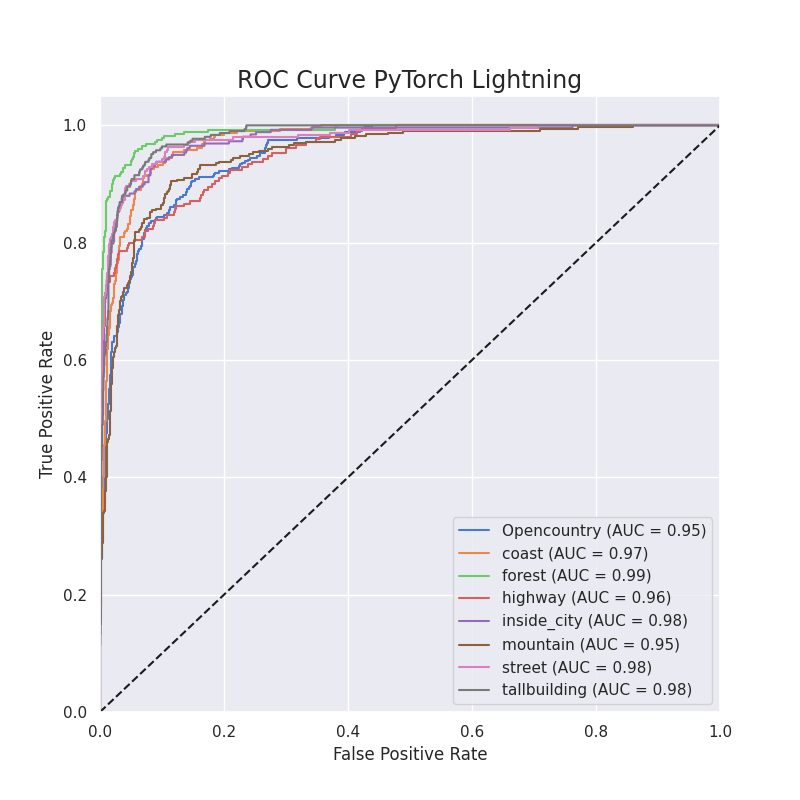 ROC Curve PyTorch Lightning
1.0
0.8
0.6
0.4
0.2
0.0
True Positive Rate
Opencountry (AUC = 0.95)
coast (AUC = 0.97)
forest (AUC = 0.99)
highway (AUC = 0.96)
inside_city (AUC = 0.98)
mountain (AUC = 0.95)
street (AUC = 0.98)
tallbuilding (AUC = 0.98)
0.0 0.2 0.4 0.6 0.8 1.0
False Positive Rate